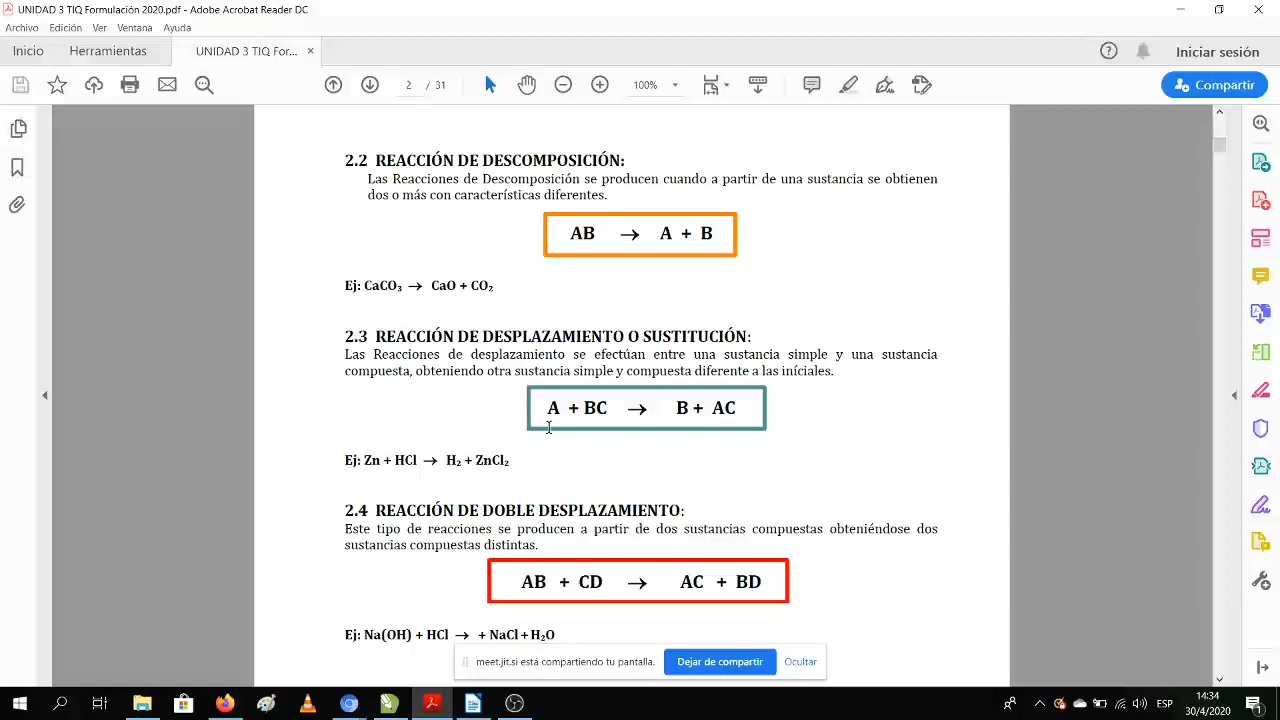 UNIDAD 3 TIQ Formulación 2020.pdf - Adobe Acrobat Reader DC
Archivo Edición Ver Ventana Ayuda
Inicio Herramientas UNIDAD 3 TIQ For... × Iniciar sesión
2 / 31 100% Compartir
2.2 REACCIÓN DE DESCOMPOSICIÓN:
Las Reacciones de Descomposición se producen cuando a partir de una sustancia se obtienen
dos o más con características diferentes.
AB → A + B
Ej: CaCO₃ → CaO + CO₂
2.3 REACCIÓN DE DESPLAZAMIENTO O SUSTITUCIÓN:
Las Reacciones de desplazamiento se efectúan entre una sustancia simple y una sustancia
compuesta, obteniendo otra sustancia simple y compuesta diferente a las iníciales.
A + BC → B + AC
Ej: Zn + HCl → H₂ + ZnCl₂
2.4 REACCIÓN DE DOBLE DESPLAZAMIENTO:
Este tipo de reacciones se producen a partir de dos sustancias compuestas obteniéndose dos
sustancias compuestas distintas.
AB + CD → AC + BD
Ej: Na(OH) + HCl → + NaCl + H₂O
meet.jit.si está compartiendo tu pantalla. Dejar de compartir Ocultar
ESP 14:34
30/4/2020